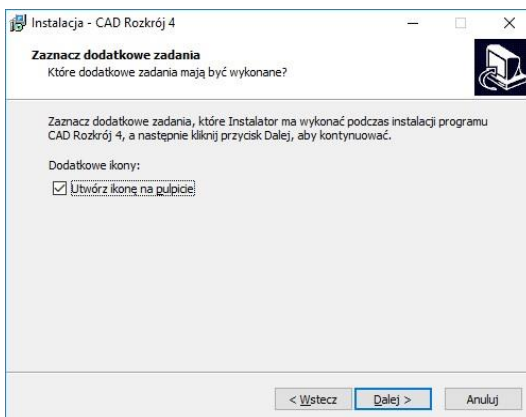 Instalacja - CAD Rozkrój 4
Zaznacz dodatkowe zadania
Które dodatkowe zadania mają być wykonane?
Zaznacz dodatkowe zadania, które Instalator ma wykonać podczas instalacji programu
CAD Rozkrój 4, a następnie kliknij przycisk Dalej, aby kontynuować.
Dodatkowe ikony:
Utwórz ikonę na pulpicie
< Wstecz
Dalej >
Anuluj